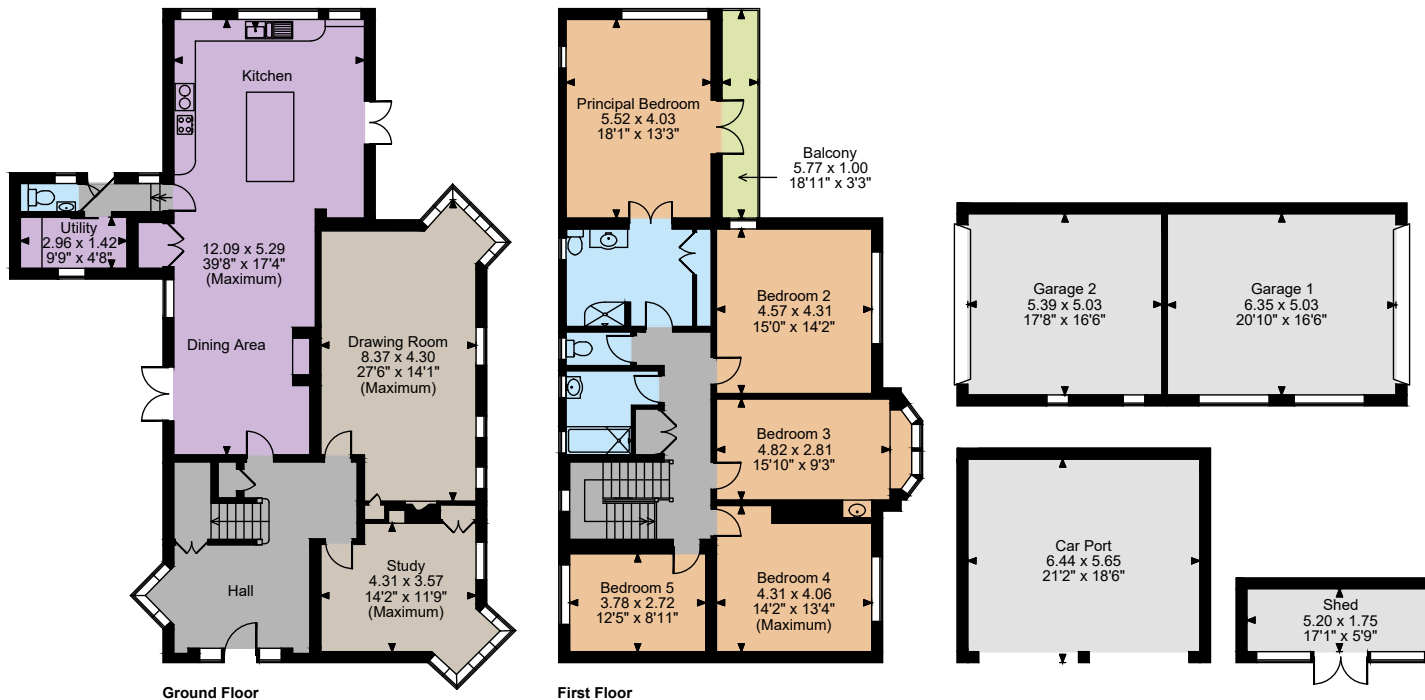 Kitchen
Utility
2.96 x 1.42
9'9" x 4'8"
12.09 x 5.29
39'8" x 17'4"
(Maximum)
Dining Area
Drawing Room
8.37 x 4.30
27'6" x 14'1"
(Maximum)
Hall
Study
4.31 x 3.57
14'2" x 11'9"
(Maximum)
Ground Floor
Principal Bedroom
5.52 x 4.03
18'1" x 13'3"
Balcony
5.77 x 1.00
18'11" x 3'3"
Bedroom 2
4.57 x 4.31
15'0" x 14'2"
Bedroom 3
4.82 x 2.81
15'10" x 9'3"
Bedroom 4
4.31 x 4.06
14'2" x 13'4"
(Maximum)
Bedroom 5
3.78 x 2.72
12'5" x 8'11"
First Floor
Garage 2
5.39 x 5.03
17'8" x 16'6"
Garage 1
6.35 x 5.03
20'10" x 16'6"
Car Port
6.44 x 5.65
21'2" x 18'6"
Shed
5.20 x 1.75
17'1" x 5'9"